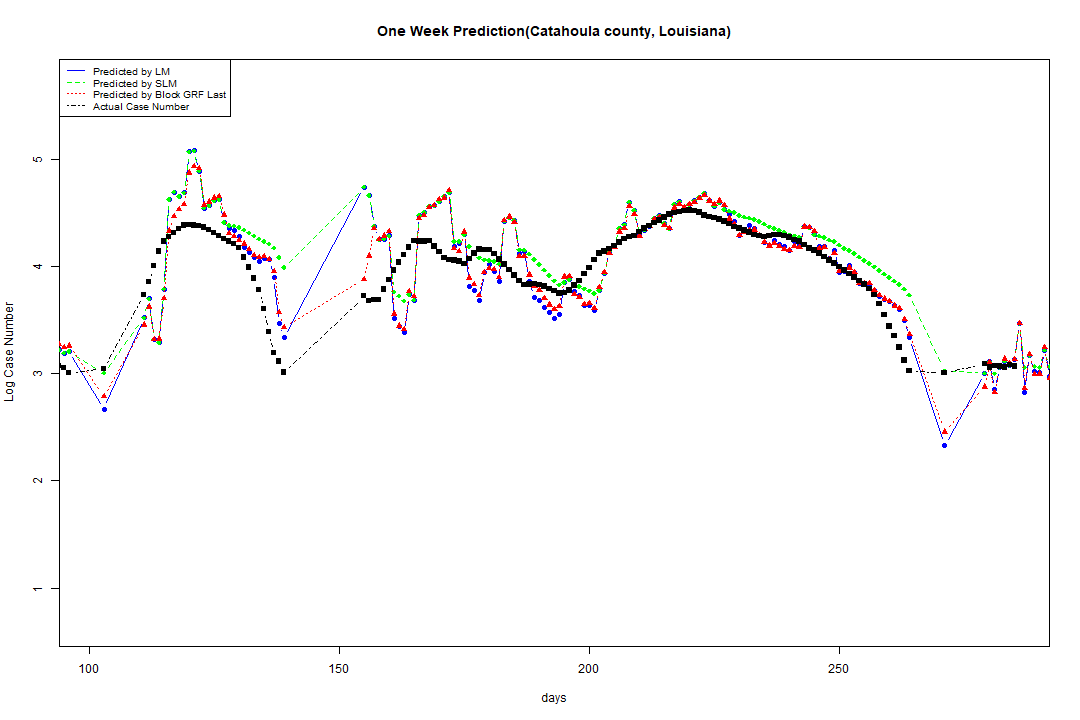 One Week Prediction(Catahoula county, Louisiana)
Predicted by LM
Predicted by SLM
Predicted by Block GRF Last
Actual Case Number
5
4
3
2
1
Log Case Number
100 150 200 250
days